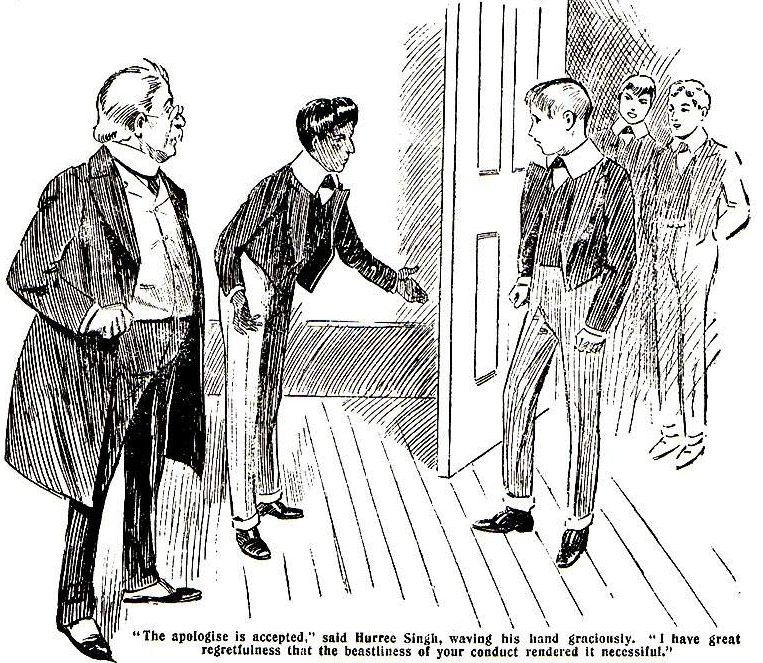 "The apologise is accepted," said Hurree Singh, waving his hand graciously. "I have great
regretfulness that the beastliness of your conduct rendered it necessiful."